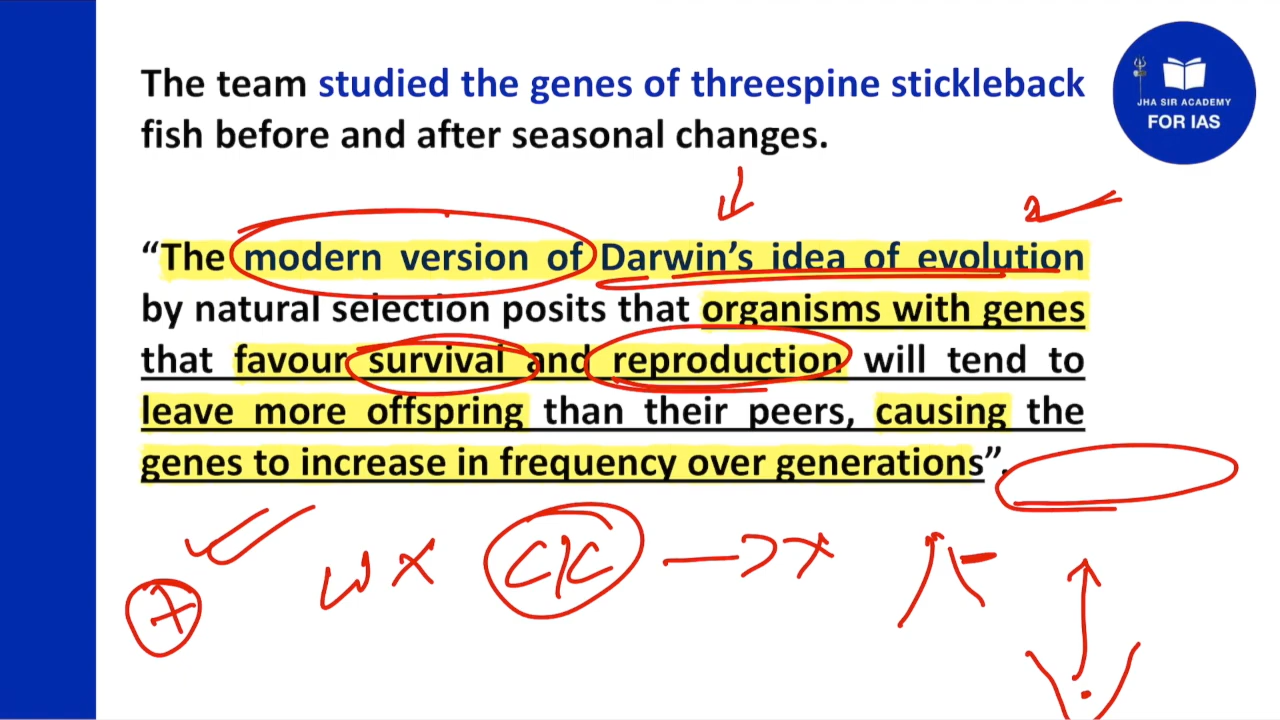 The team studied the genes of threespine stickleback
fish before and after seasonal changes.
JHA SIR ACADEMY
FOR IAS
“The modern version of Darwin’s idea of evolution
by natural selection posits that organisms with genes
that favour survival and reproduction will tend to
leave more offspring than their peers, causing the
genes to increase in frequency over generations”.